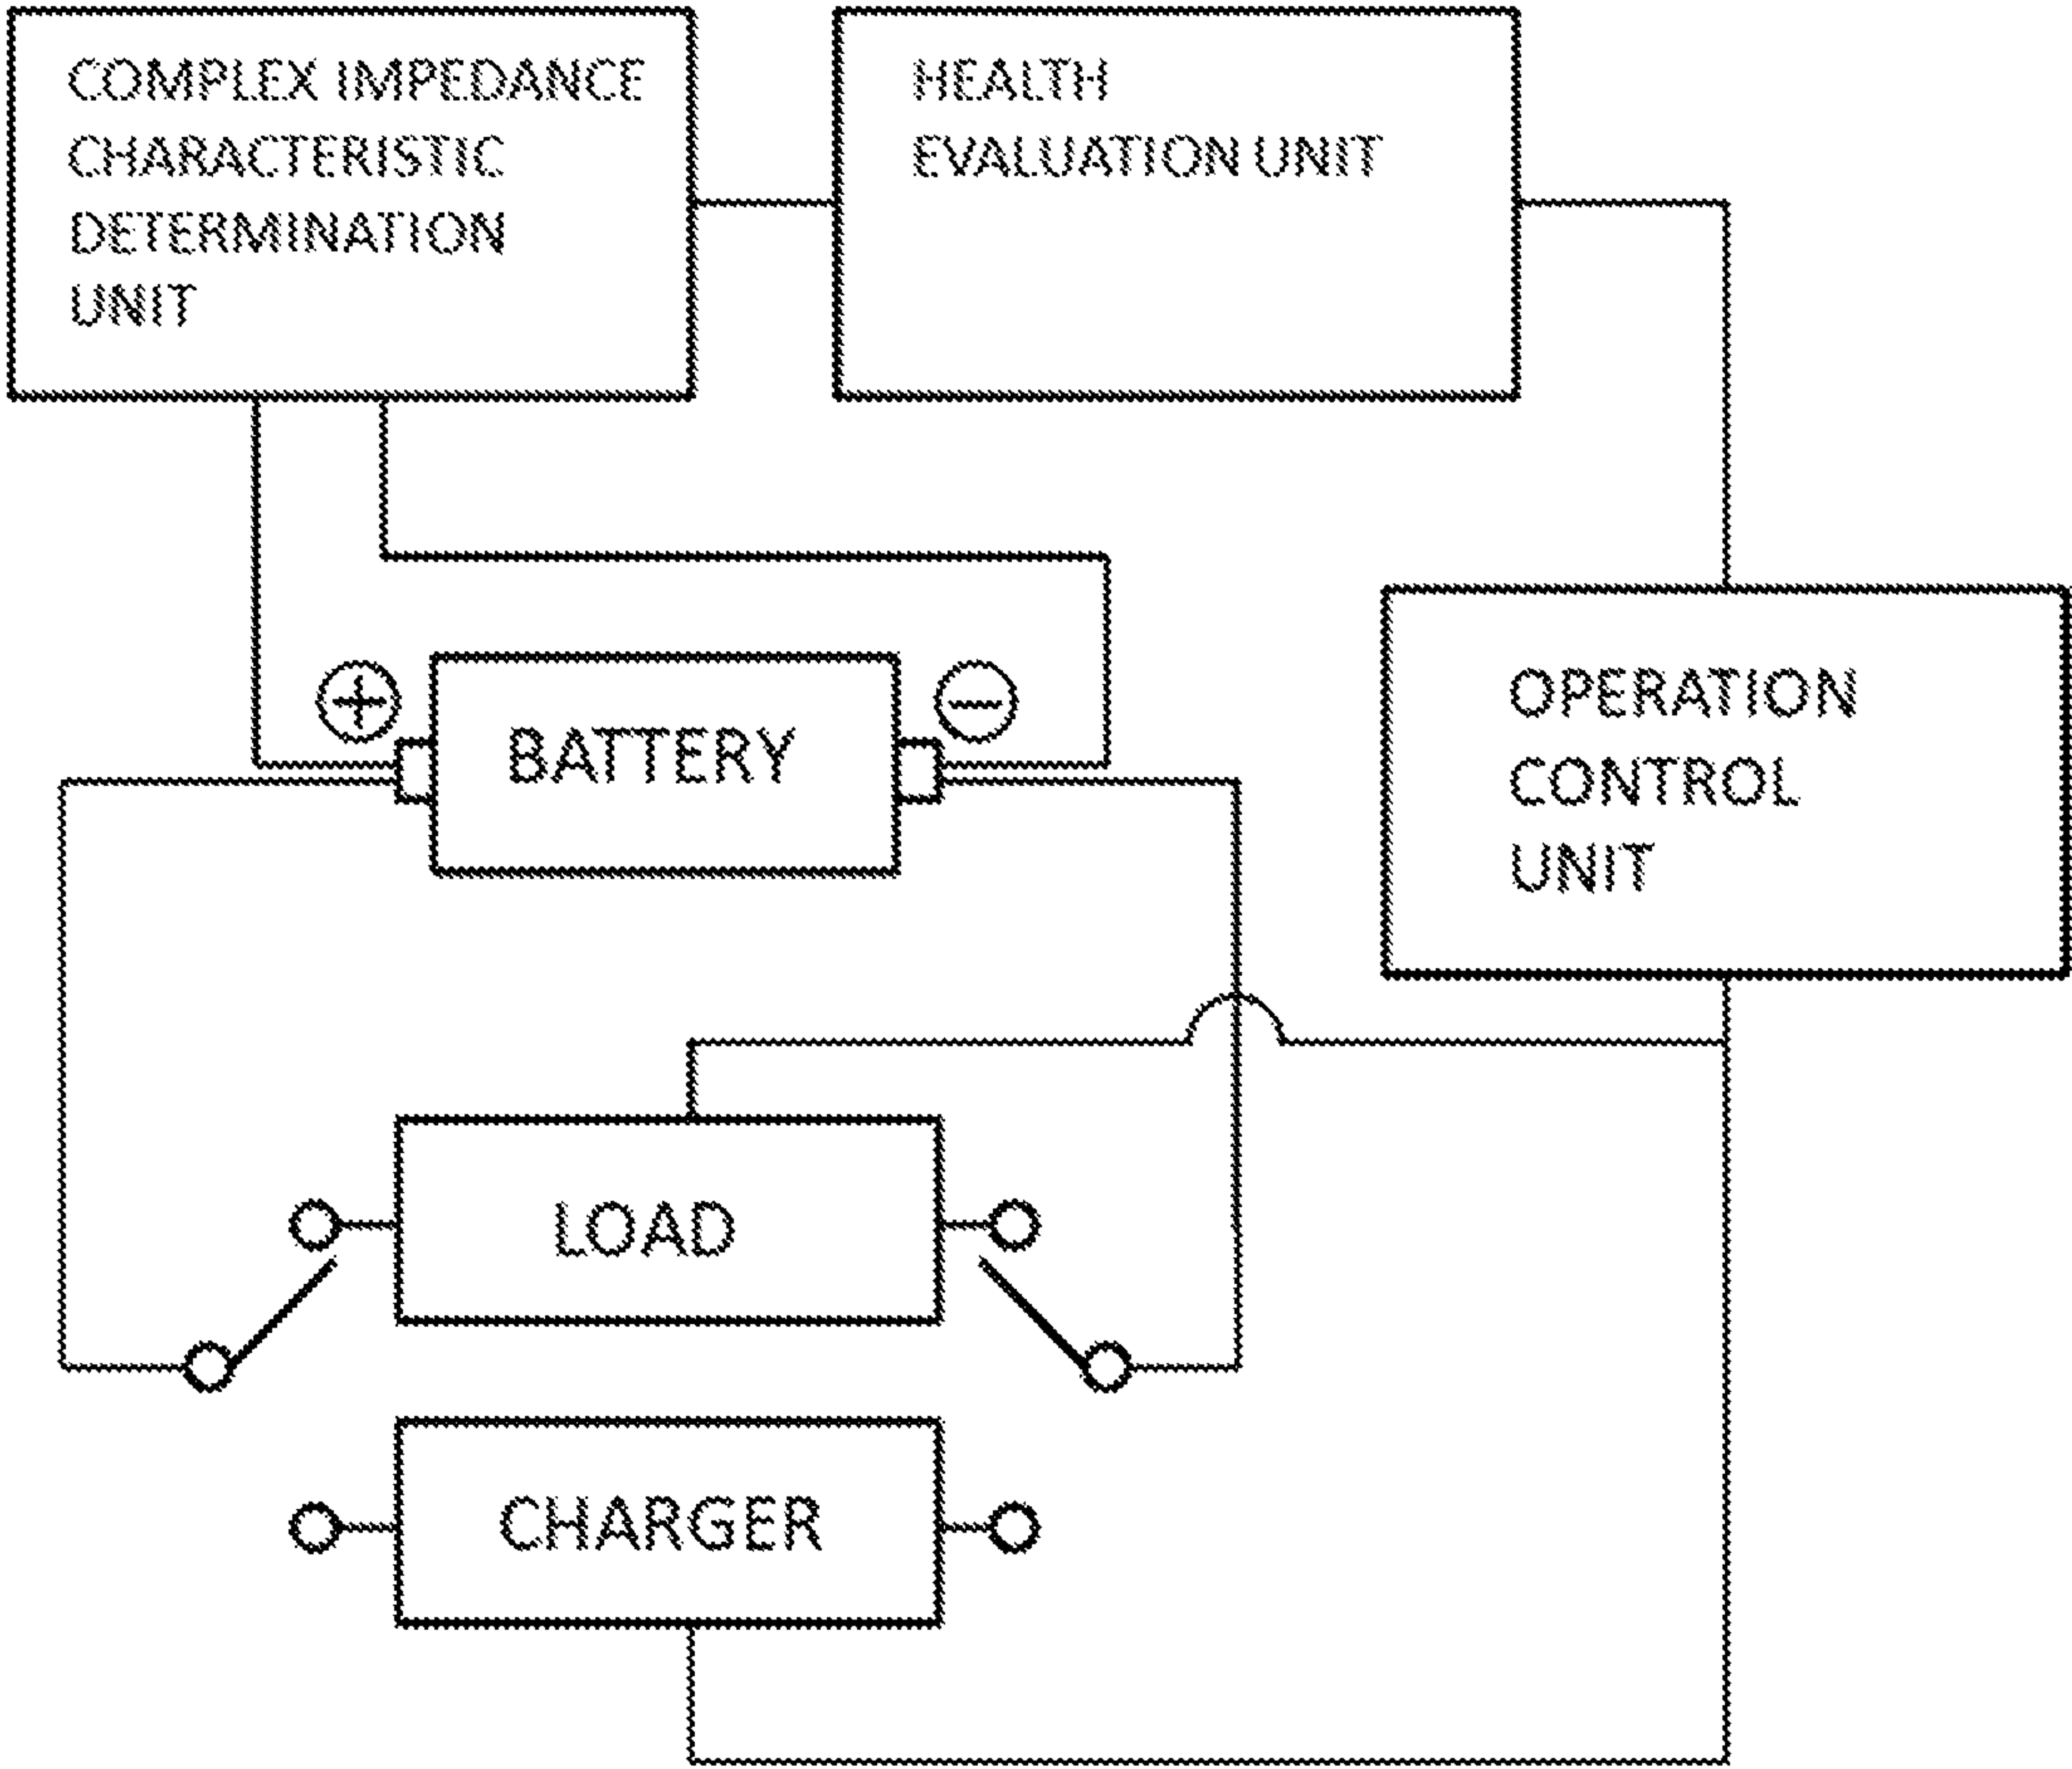 COMPLEX IMPEDANCE
CHARACTERISTIC
DETERMINATION
UNIT
HEALTH
EVALUATION UNIT
+
BATTERY
−
OPERATION
CONTROL
UNIT
LOAD
CHARGER